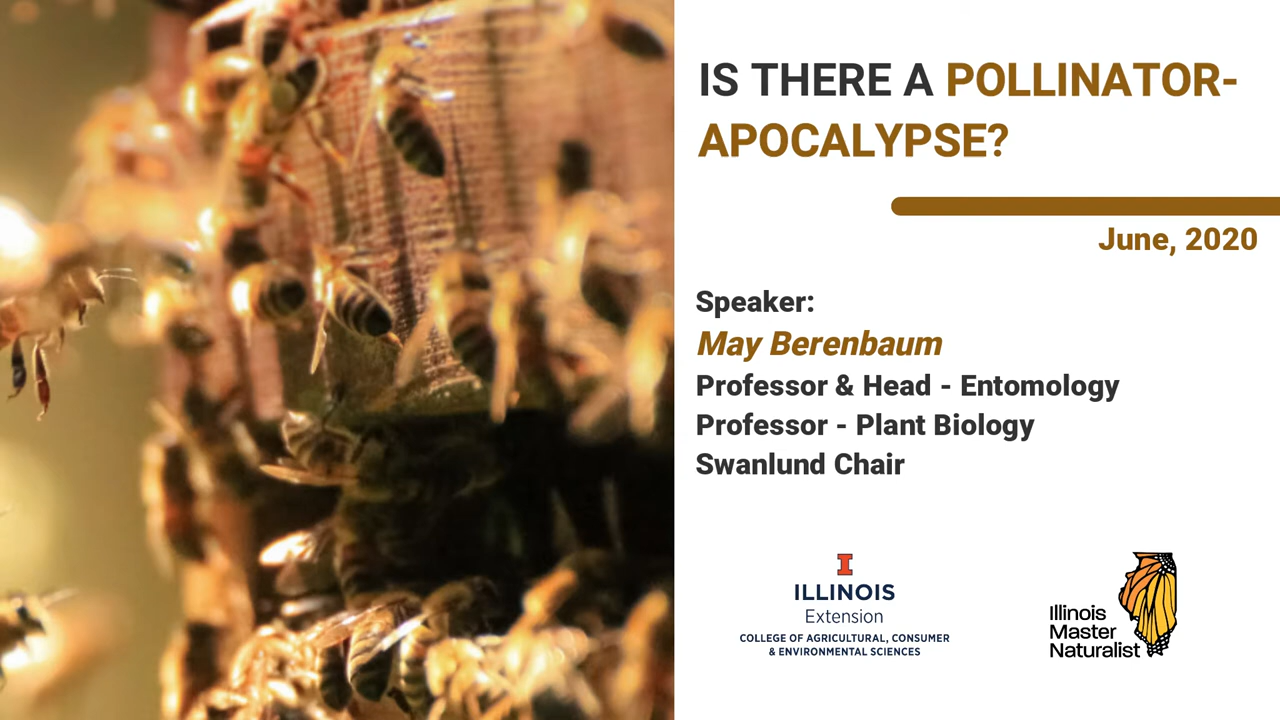 IS THERE A POLLINATOR-
APOCALYPSE?
June, 2020
Speaker:
May Berenbaum
Professor & Head - Entomology
Professor - Plant Biology
Swanlund Chair
I
ILLINOIS
Extension
COLLEGE OF AGRICULTURAL, CONSUMER
& ENVIRONMENTAL SCIENCES
Illinois
Master
Naturalist